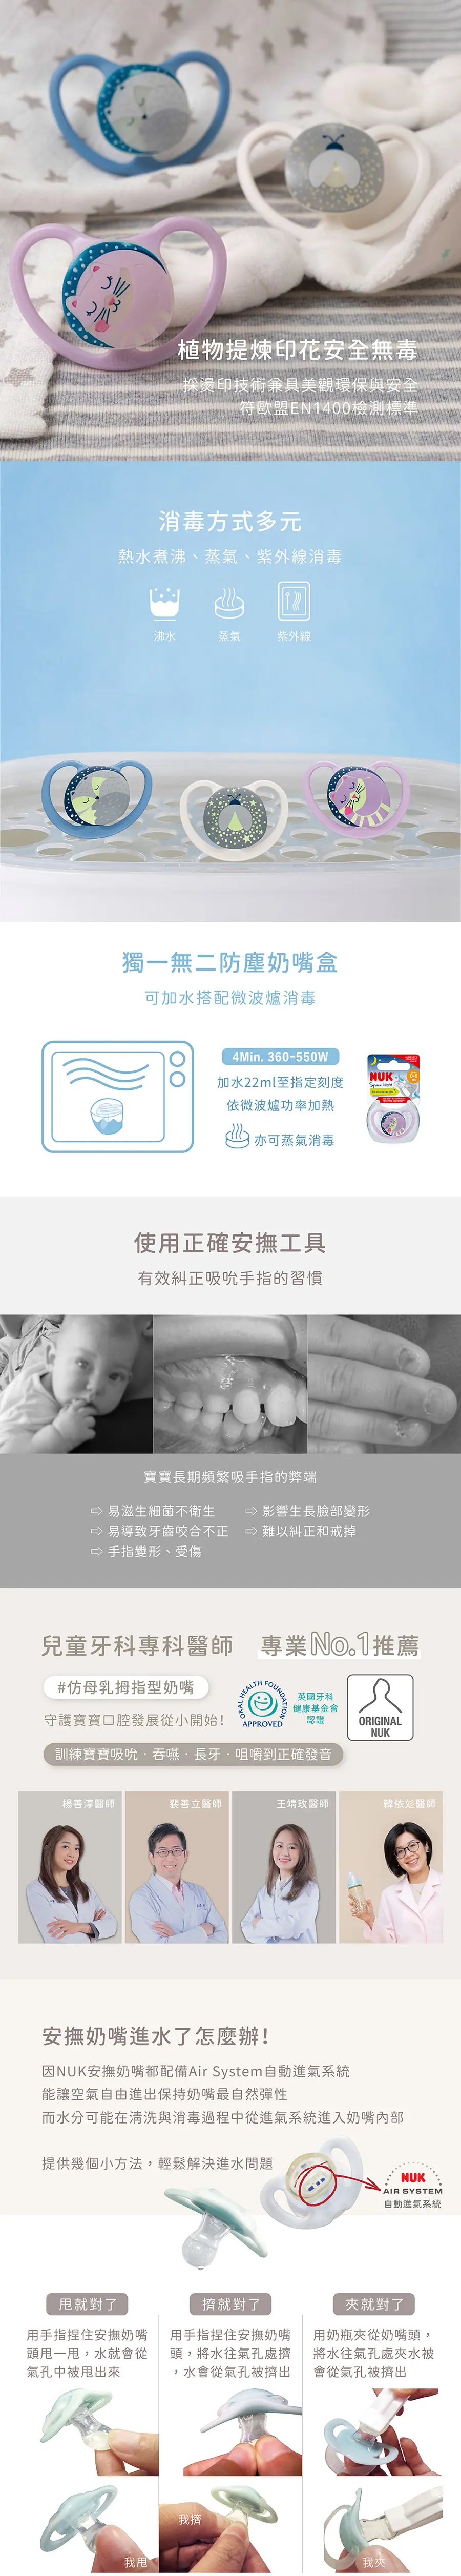 植物提煉印花安全無毒
採燙印技術兼具美觀環保與安全
符歐盟EN1400檢測標準
消毒方式多元
熱水煮沸、蒸氣、紫外線消毒
沸水
蒸氣
紫外線
獨一無二防塵奶嘴盒
可加水搭配微波爐消毒
4Min. 360-550W
加水22ml至指定刻度
依微波爐功率加熱
亦可蒸氣消毒
NUK
使用正確安撫工具
有效糾正吸吮手指的習慣
寶寶長期頻繁吸手指的弊端
⇨ 易滋生細菌不衛生
⇨ 影響生長臉部變形
⇨ 易導致牙齒咬合不正
⇨ 難以糾正和戒掉
⇨ 手指變形、受傷
兒童牙科專科醫師 專業No.1推薦
#仿母乳拇指型奶嘴
守護寶寶口腔發展從小開始!
ORAL HEALTH FOUNDATION
APPROVED
英國牙科
健康基金會
認證
ORIGINAL
NUK
訓練寶寶吸吮‧吞嚥‧長牙‧咀嚼到正確發音
楊善淳醫師
裴善立醫師
王靖玫醫師
安撫奶嘴進水了怎麼辦!
因NUK安撫奶嘴都配備Air System自動進氣系統
能讓空氣自由進出保持奶嘴最自然彈性
而水分可能在清洗與消毒過程中從進氣系統進入奶嘴內部
提供幾個小方法，輕鬆解決進水問題
NUK
AIR SYSTEM
自動進氣系統
甩就對了
用手指捏住安撫奶嘴
頭甩一甩，水就會從
氣孔中被甩出來
我甩
擠就對了
用手指捏住安撫奶嘴
頭，將水往氣孔處擠
，水會從氣孔被擠出
我擠
夾就對了
用奶瓶夾從奶嘴頭，
將水往氣孔處夾水被
會從氣孔被擠出
我夾